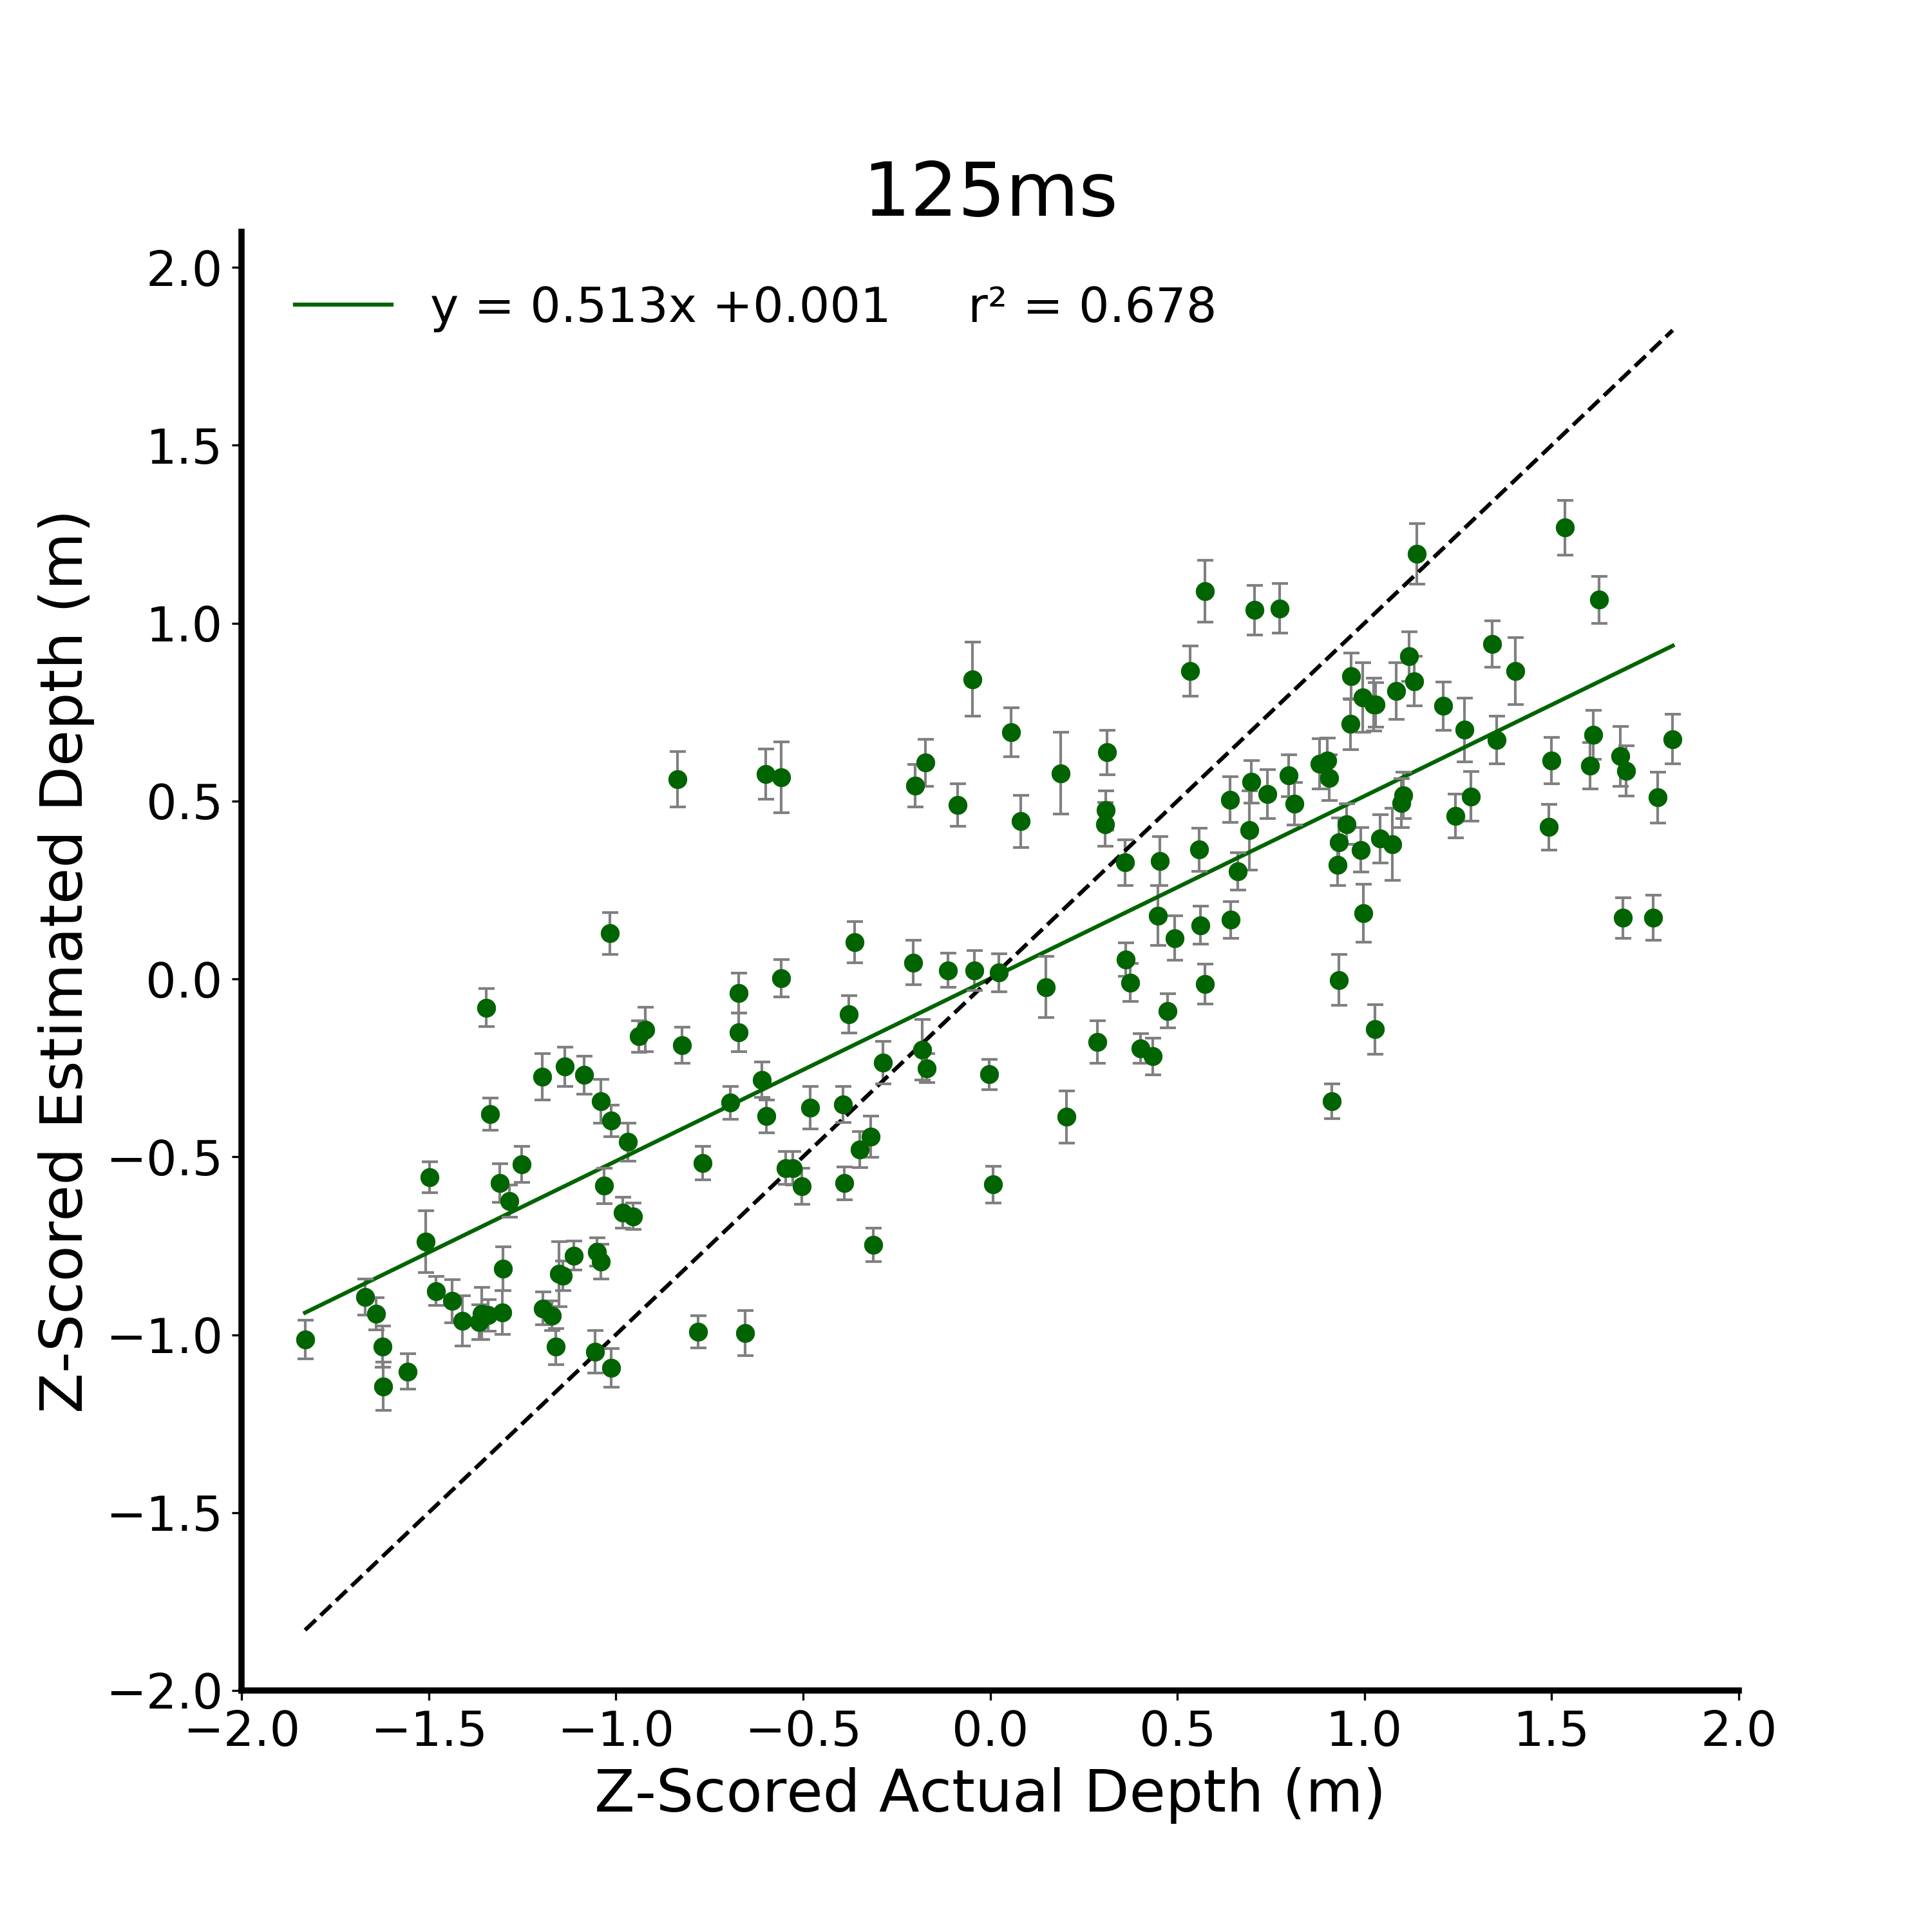 125ms
y = 0.513x +0.001 r² = 0.678
Z-Scored Estimated Depth (m)
2.0
1.5
1.0
0.5
0.0
−0.5
−1.0
−1.5
−2.0
−2.0 −1.5 −1.0 −0.5 0.0 0.5 1.0 1.5 2.0
Z-Scored Actual Depth (m)